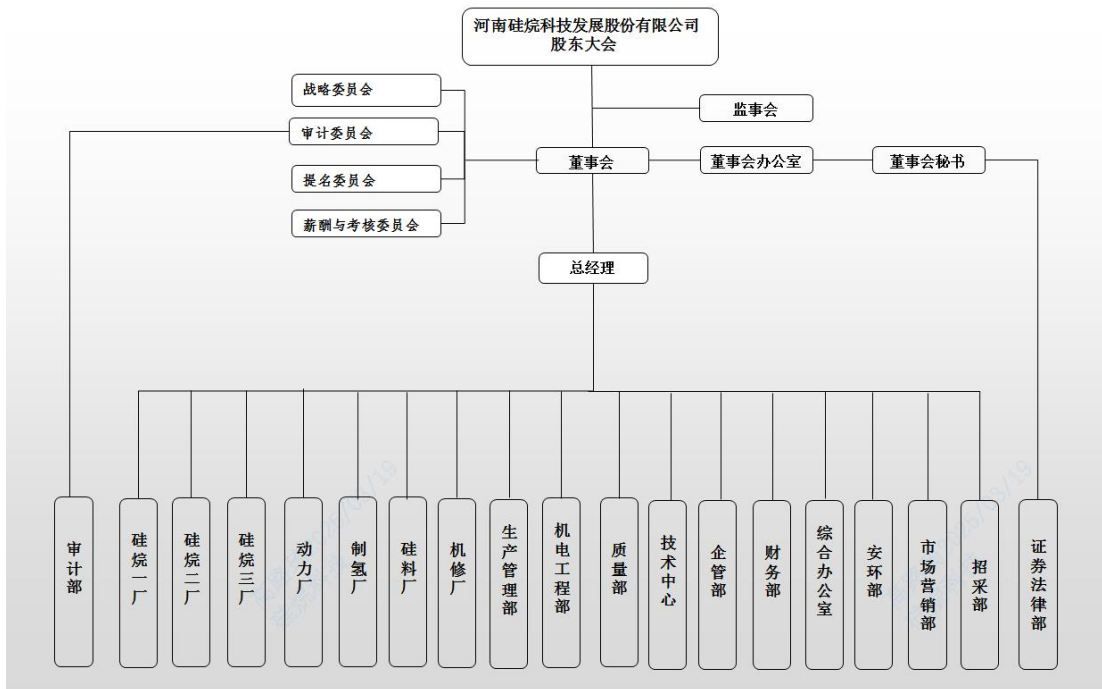 河南硅烷科技发展股份有限公司
股东大会
战略委员会
监事会
审计委员会
董事会
董事会办公室
董事会秘书
提名委员会
薪酬与考核委员会
总经理
审计部
硅烷一厂
硅烷二厂
硅烷三厂
动力厂
制氢厂
硅料厂
机修厂
生产管理部
机电工程部
质量部
技术中心
企管部
财务部
综合办公室
安环部
市场营销部
招采部
证券法律部